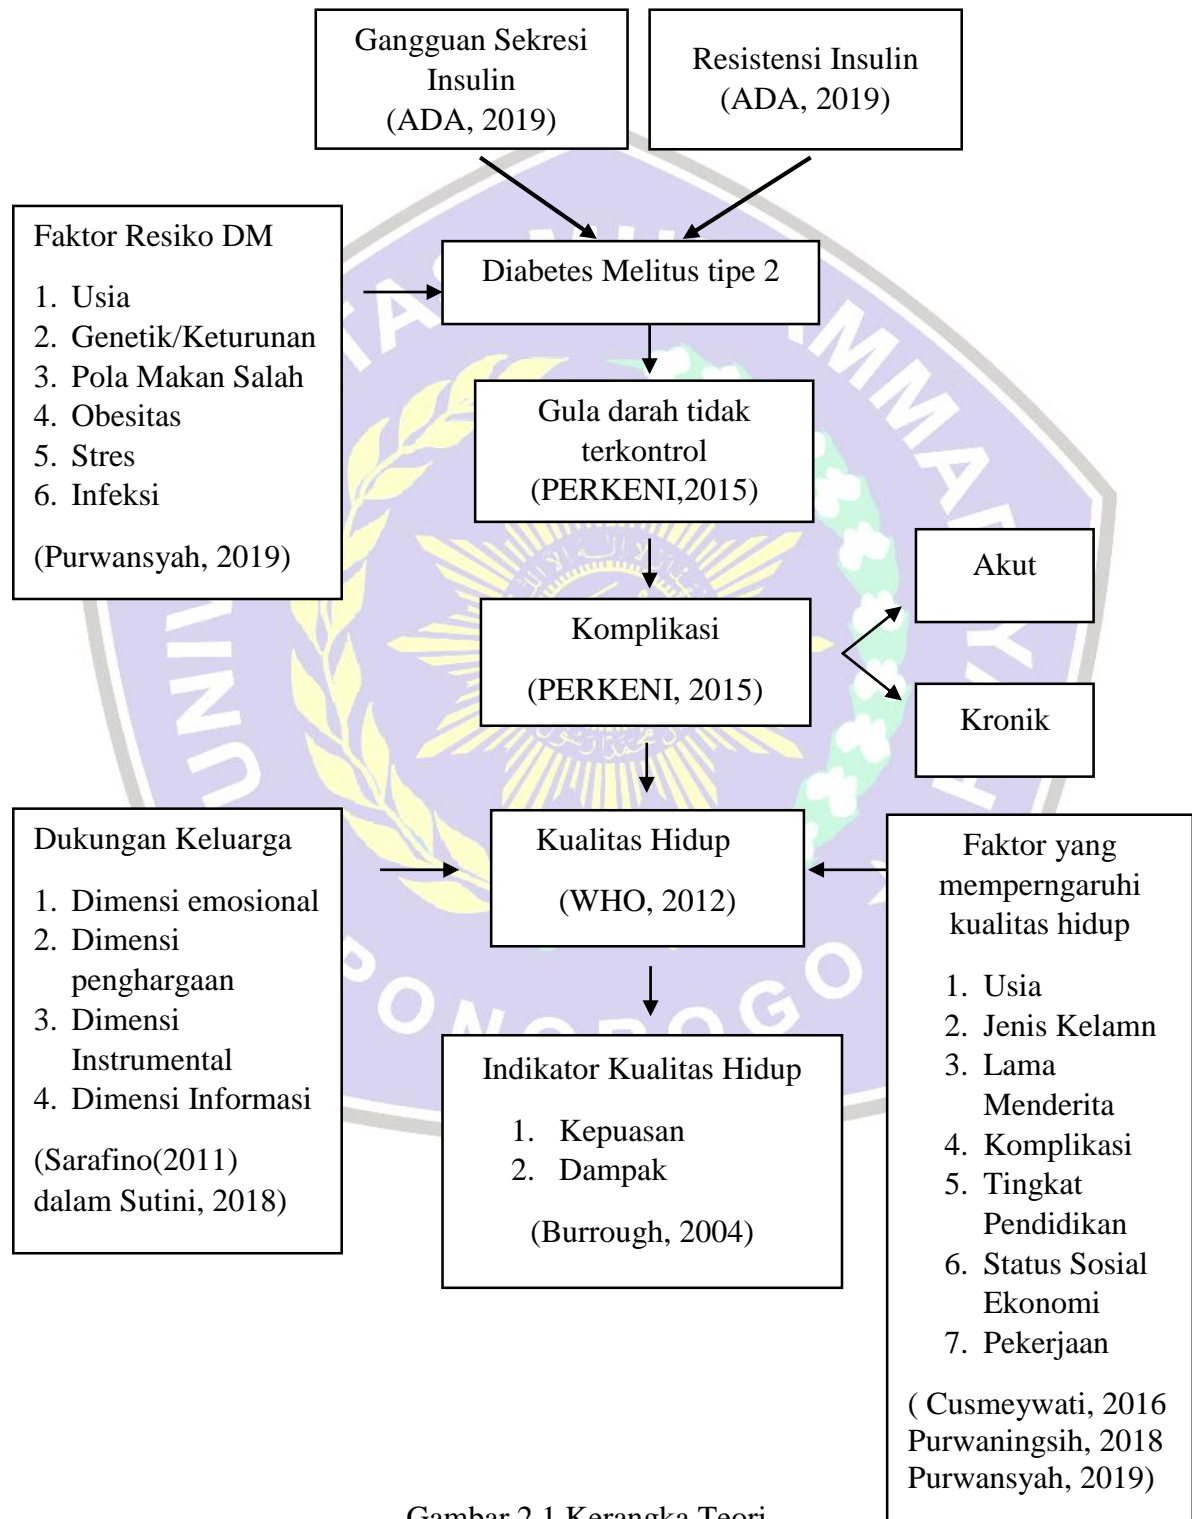 Gangguan Sekresi
Insulin
(ADA, 2019)
Resistensi Insulin
(ADA, 2019)
Faktor Resiko DM
1. Usia
2. Genetik/Keturunan
3. Pola Makan Salah
4. Obesitas
5. Stres
6. Infeksi
(Purwansyah, 2019)
Diabetes Melitus tipe 2
Gula darah tidak
terkontrol
(PERKENI,2015)
Komplikasi
(PERKENI, 2015)
Akut
Kronik
Dukungan Keluarga
1. Dimensi emosional
2. Dimensi
penghargaan
3. Dimensi
Instrumental
4. Dimensi Informasi
(Sarafino(2011)
dalam Sutini, 2018)
Kualitas Hidup
(WHO, 2012)
Faktor yang
memperngaruhi
kualitas hidup
1. Usia
2. Jenis Kelamn
3. Lama
Menderita
4. Komplikasi
5. Tingkat
Pendidikan
6. Status Sosial
Ekonomi
7. Pekerjaan
( Cusmeywati, 2016
Purwaningsih, 2018
Purwansyah, 2019)
Indikator Kualitas Hidup
1. Kepuasan
2. Dampak
(Burrough, 2004)
Gambar 2.1 Kerangka Teori
PONOROGO